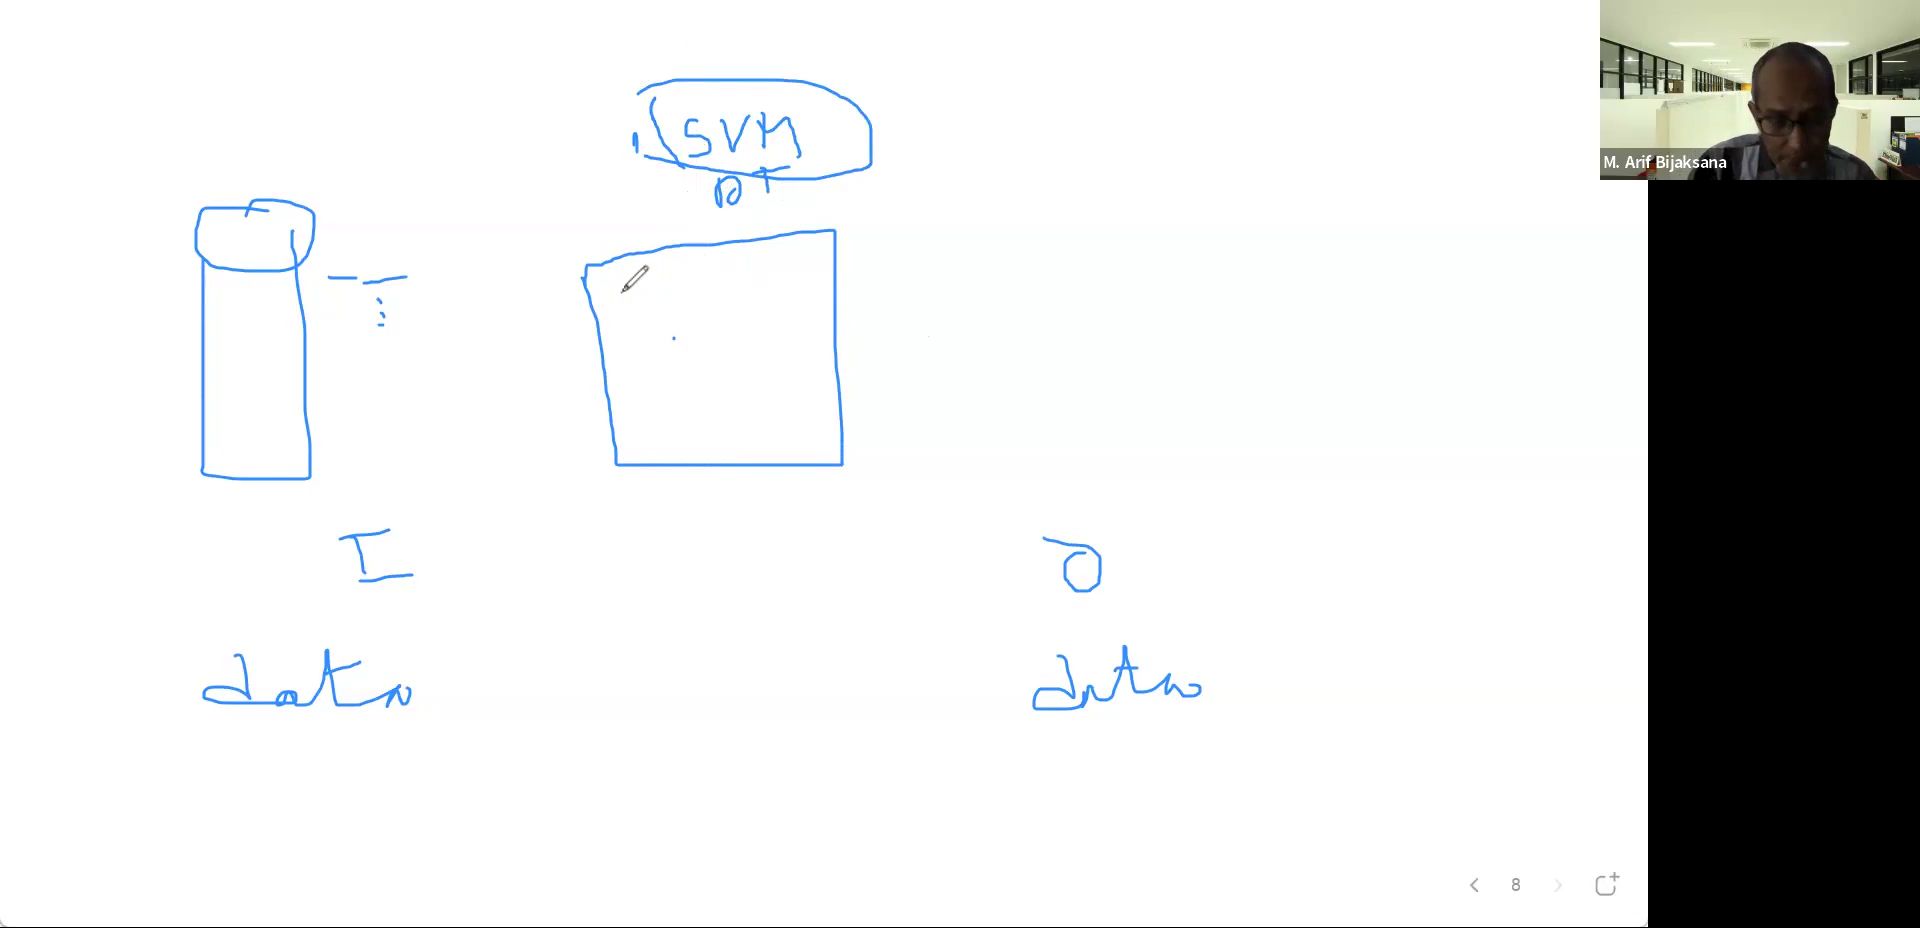 SVM
DT
M. Arif Bijaksana
I
O
data
data
8